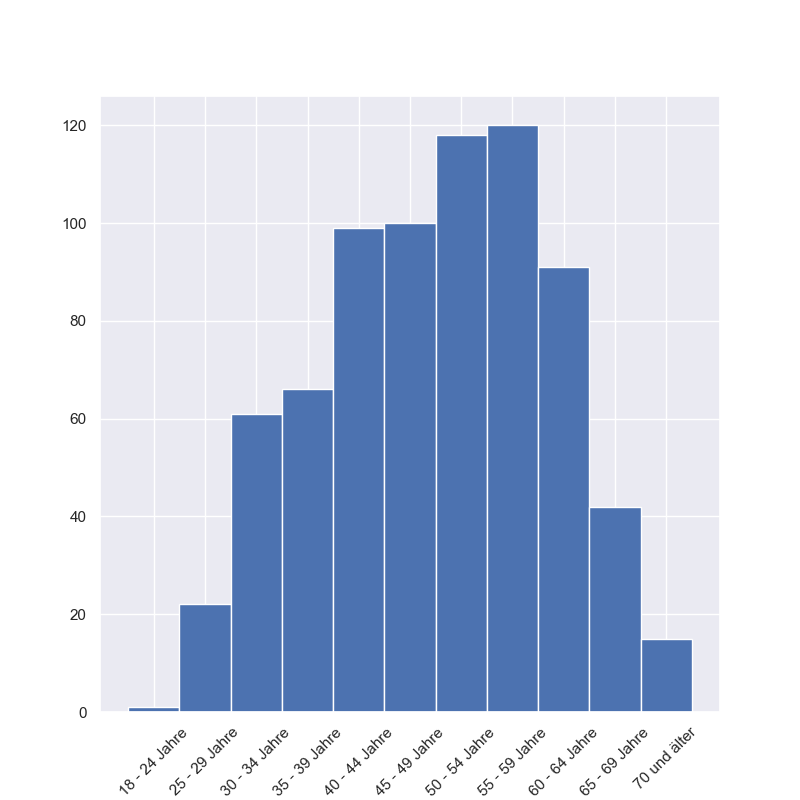 120
100
80
60
40
20
0
18 - 24 Jahre
25 - 29 Jahre
30 - 34 Jahre
35 - 39 Jahre
40 - 44 Jahre
45 - 49 Jahre
50 - 54 Jahre
55 - 59 Jahre
60 - 64 Jahre
65 - 69 Jahre
70 und älter